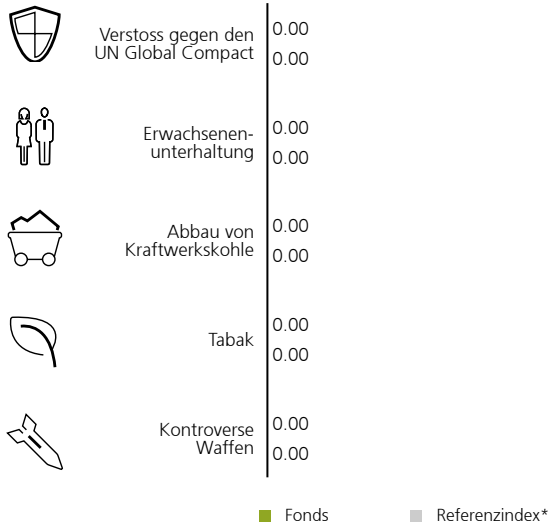 Verstoss gegen den
UN Global Compact
0.00
0.00
Erwachsenen-
unterhaltung
0.00
0.00
Abbau von
Kraftwerkskohle
0.00
0.00
Tabak
0.00
0.00
Kontroverse
Waffen
0.00
0.00
Fonds
Referenzindex*